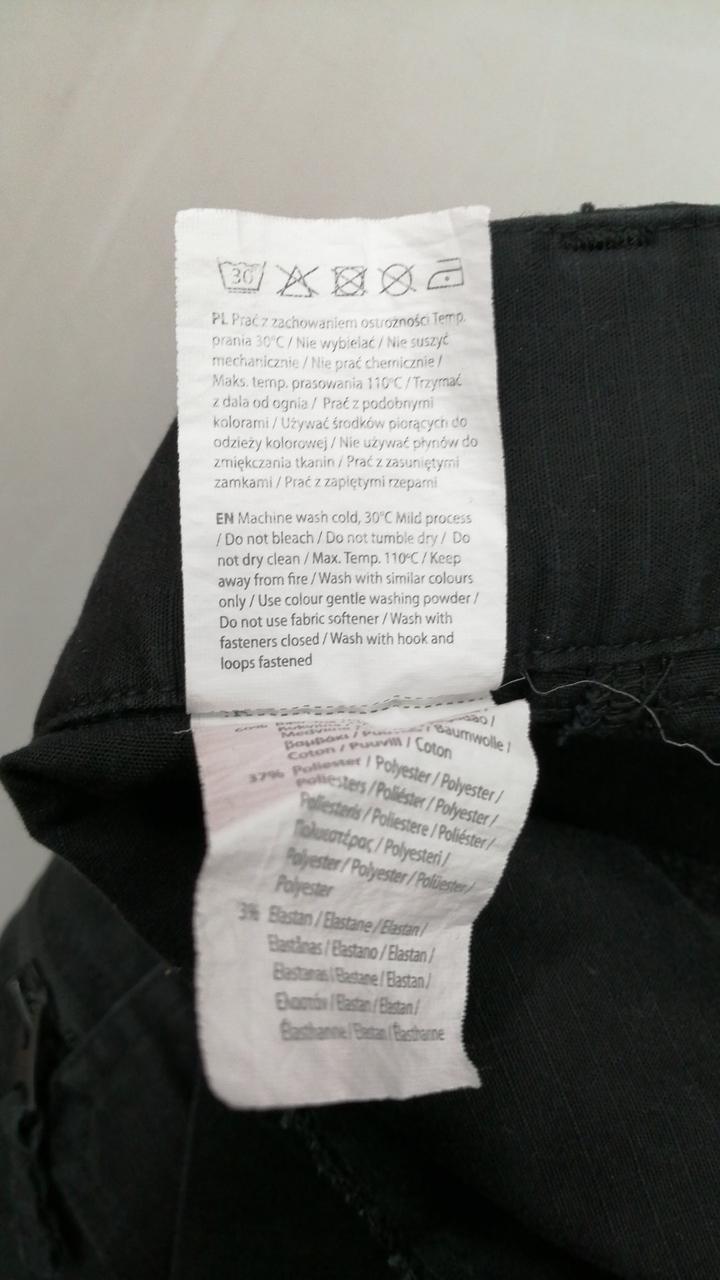 30
PL Prać z zachowaniem ostrożności Temp.
prania 30°C / Nie wybielać / Nie suszyć
mechanicznie / Nie prać chemicznie /
Maks. temp. prasowania 110°C / Trzymać
z dala od ognia / Prać z podobnymi
kolorami / Używać środków piorących do
odzieży kolorowej / Nie używać płynów do
zmiękczania tkanin / Prać z zasuniętymi
zamkami / Prać z zapiętymi rzepami
EN Machine wash cold, 30°C Mild process
/ Do not bleach / Do not tumble dry / Do
not dry clean / Max. Temp. 110°C / Keep
away from fire / Wash with similar colours
only / Use colour gentle washing powder /
Do not use fabric softener / Wash with
fasteners closed / Wash with hook and
loops fastened
Βαμβάκι / Baumwolle /
Coton / Puuvill / Coton
37% Poliester / Polyester / Polyester /
Poliesters / Poliéster / Polyester /
Poliesteris / Poliestere / Poliéster /
Πολυεστέρας / Polyesteri /
Polyester / Polyester / Polüester /
Polyester
3% Elastan / Elastane / Elastan /
Elastānas / Elastano / Elastan /
Elastanas / Elastane / Elastan /
Ελαστάν / Elastan / Elastan /
Élasthanne / Elastan / Élasthanne